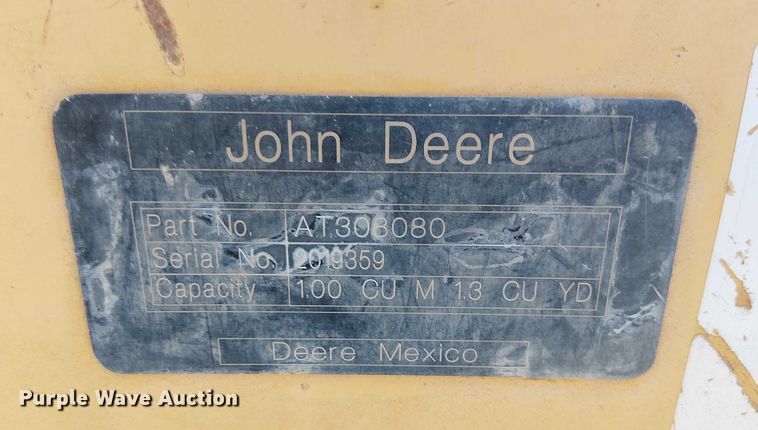 John Deere
Part No. AT308080
Serial No. 2019359
Capacity 1.00 CU M 1.3 CU YD
Deere Mexico
Purple Wave Auction